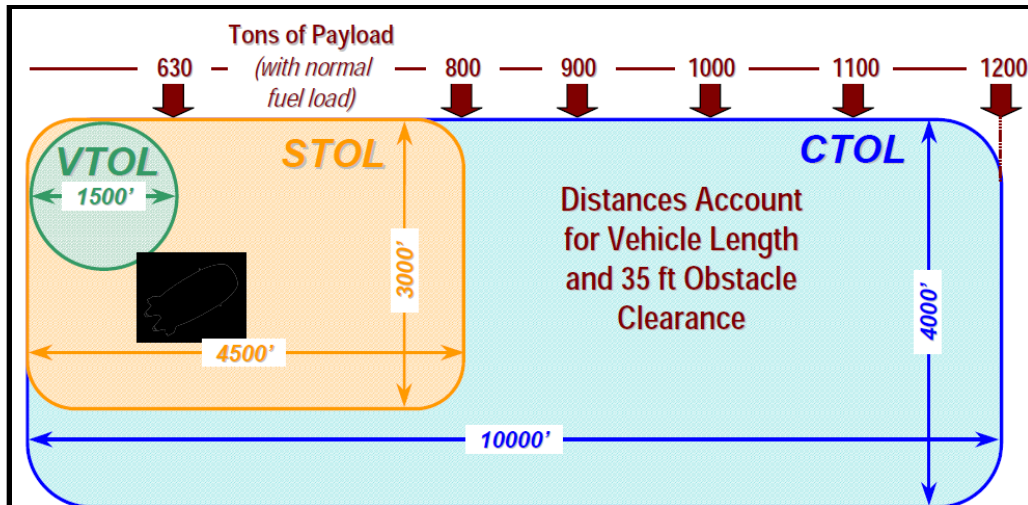 Tons of Payload
(with normal
fuel load)
630
800
900
1000
1100
1200
VTOL
1500'
STOL
3000'
4500'
CTOL
Distances Account
for Vehicle Length
and 35 ft Obstacle
Clearance
4000'
10000'